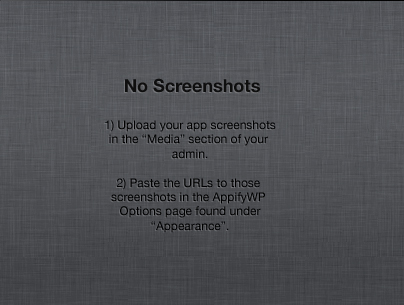 No Screenshots
1) Upload your app screenshots
in the “Media” section of your
admin.
2) Paste the URLs to those
screenshots in the AppifyWP
Options page found under
“Appearance”.